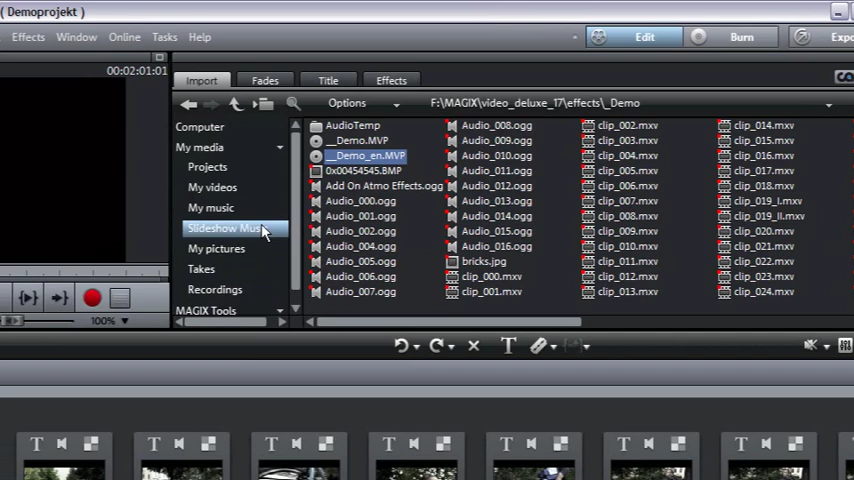 ( Demoprojekt )
Effects Window Online Tasks Help
Edit Burn
00:02:01:01
Import Fades Title Effects
Options F:\MAGIX\video_deluxe_17\effects\_Demo
Computer
My media
Projects
My videos
My music
Slideshow
My pictures
Takes
Recordings
MAGIX Tools
AudioTemp
__Demo.MVP
__Demo_en.MVP
0x00454545.BMP
Add On Atmo Effects.ogg
Audio_000.ogg
Audio_001.ogg
Audio_002.ogg
Audio_004.ogg
Audio_005.ogg
Audio_006.ogg
Audio_007.ogg
Audio_008.ogg
Audio_009.ogg
Audio_010.ogg
Audio_011.ogg
Audio_012.ogg
Audio_013.ogg
Audio_014.ogg
Audio_015.ogg
Audio_016.ogg
bricks.jpg
clip_000.mxv
clip_001.mxv
clip_002.mxv
clip_003.mxv
clip_004.mxv
clip_005.mxv
clip_006.mxv
clip_007.mxv
clip_008.mxv
clip_009.mxv
clip_010.mxv
clip_011.mxv
clip_012.mxv
clip_013.mxv
clip_014.mxv
clip_015.mxv
clip_016.mxv
clip_017.mxv
clip_018.mxv
clip_019_I.mxv
clip_019_II.mxv
clip_020.mxv
clip_021.mxv
clip_022.mxv
clip_023.mxv
clip_024.mxv
100%
T
T T T T T T T